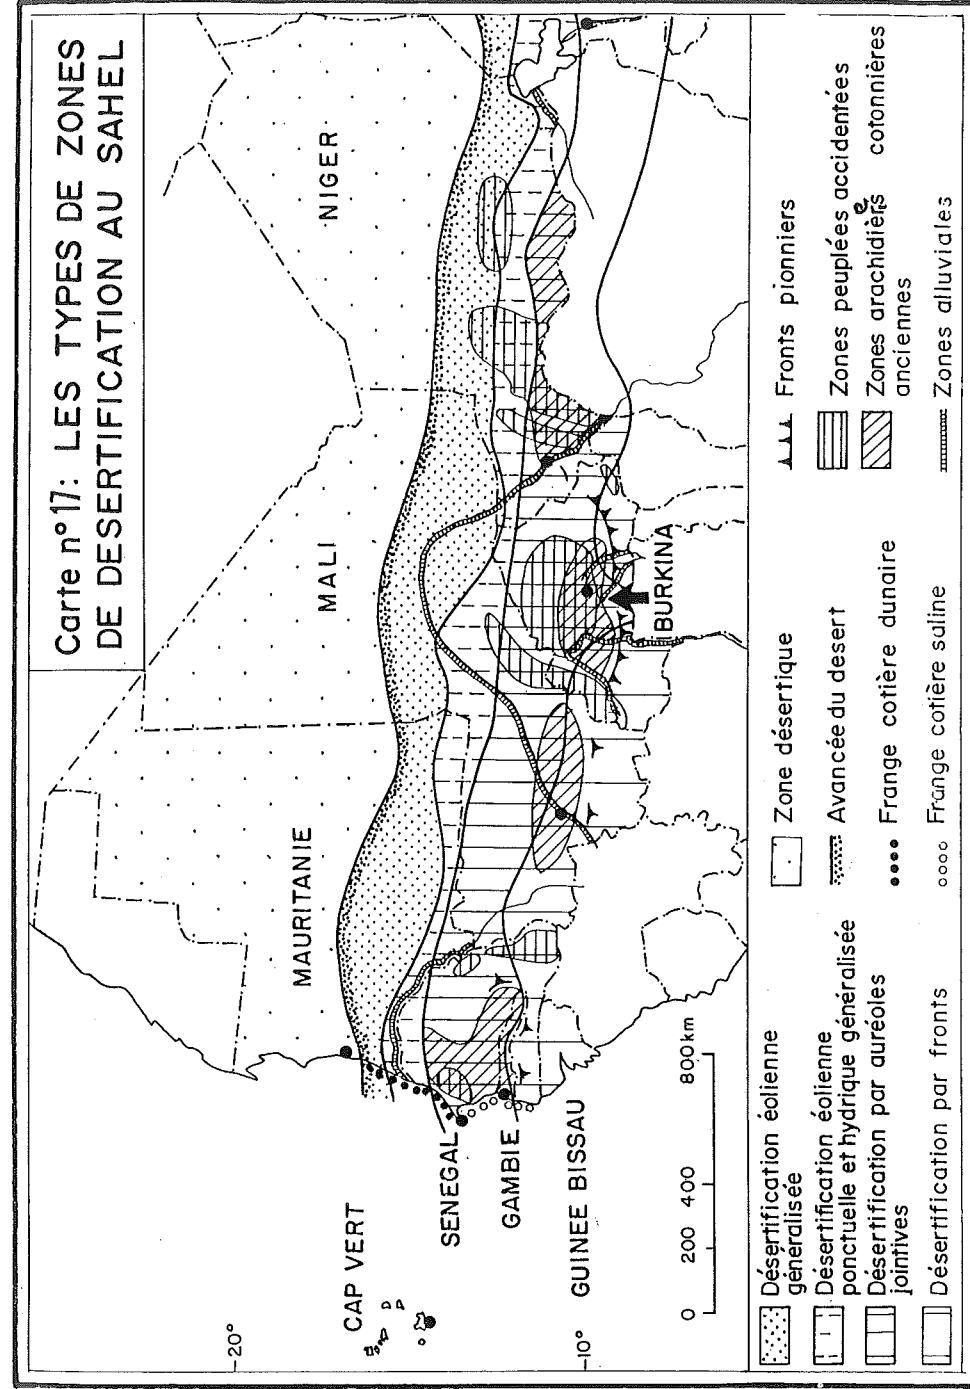 Carte n°17: LES TYPES DE ZONES
DE DESERTIFICATION AU SAHEL
NIGER
MALI
MAURITANIE
BURKINA
CAP VERT
SENEGAL
GAMBIE
GUINEE BISSAU
20°
10°
0 200 400 800km
Désertification éolienne
généralisée
Désertification éolienne
ponctuelle et hydrique généralisée
Désertification par auréoles
jointives
Désertification par fronts
Zone désertique
Avancée du desert
Frange cotière dunaire
Frange cotière saline
Fronts pionniers
Zones peuplées accidentées
Zones arachidières cotonnières
anciennes
Zones alluviales